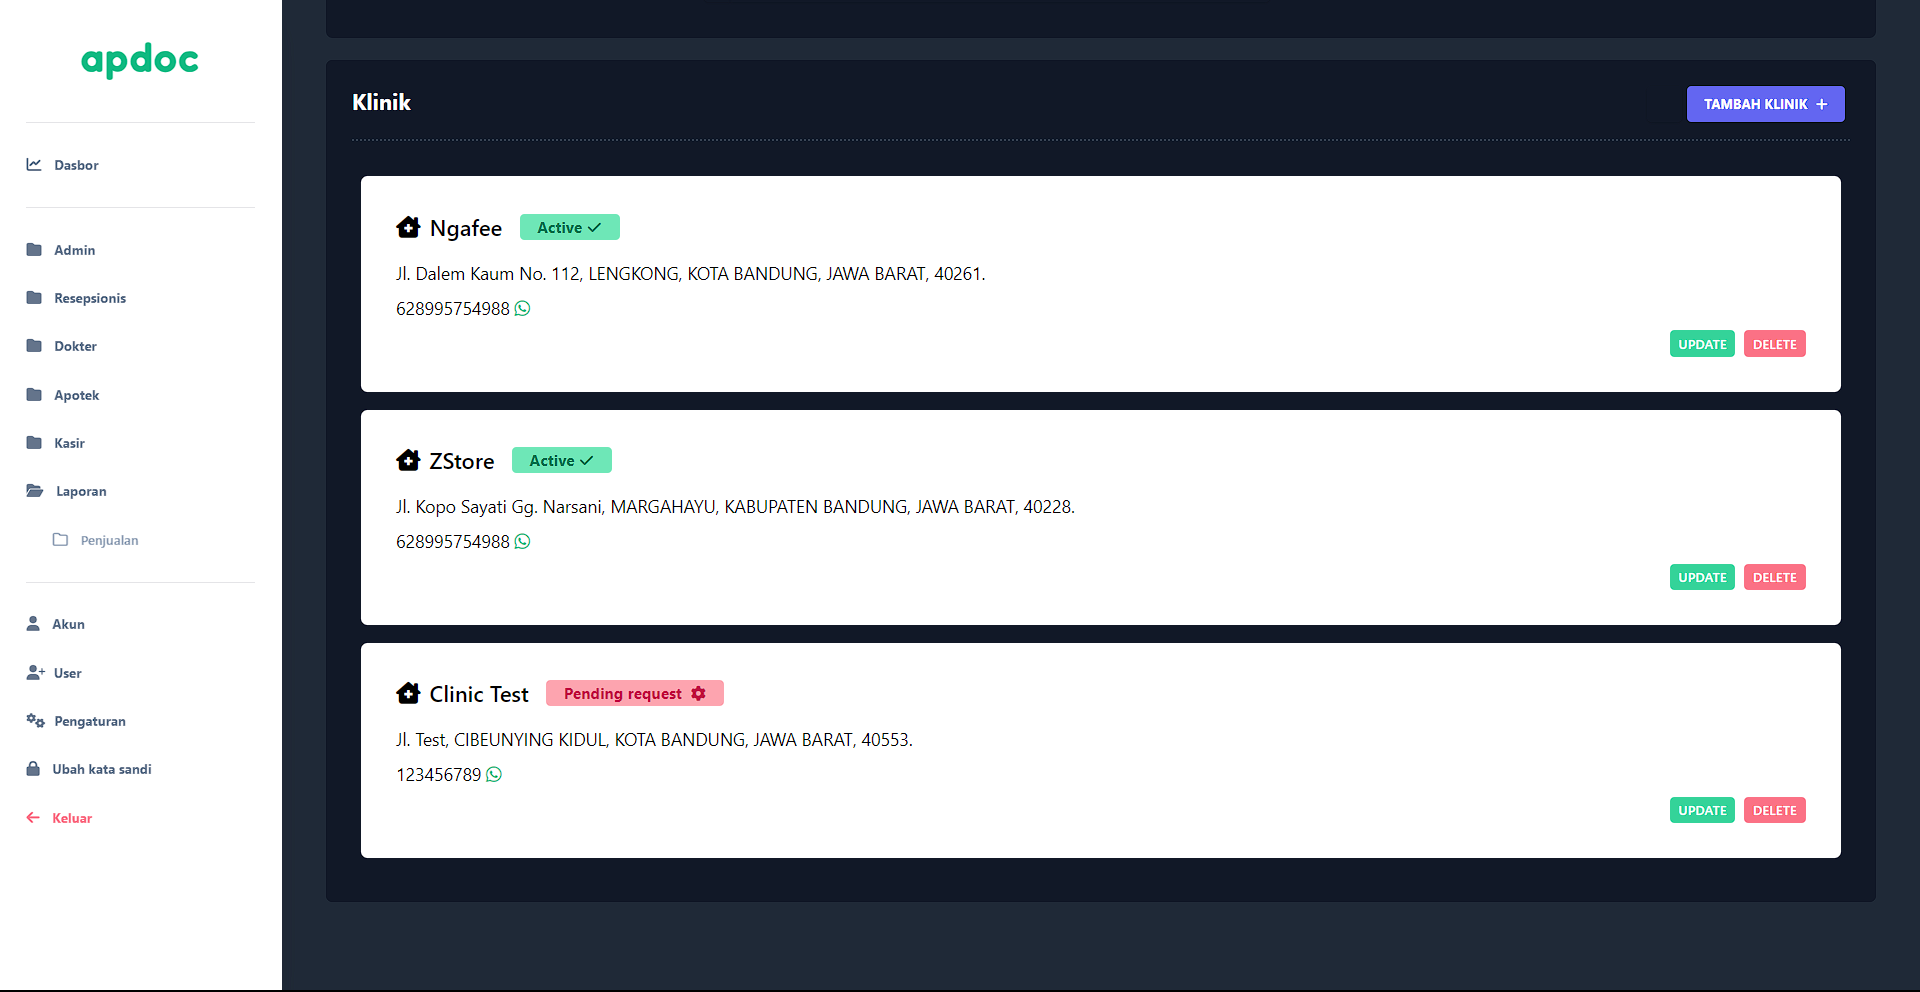 apdoc
Dasbor
Admin
Resepsionis
Dokter
Apotek
Kasir
Laporan
Penjualan
Akun
User
Pengaturan
Ubah kata sandi
Keluar
Klinik
TAMBAH KLINIK +
Ngafee Active
Jl. Dalem Kaum No. 112, LENGKONG, KOTA BANDUNG, JAWA BARAT, 40261.
628995754988
UPDATE DELETE
ZStore Active
Jl. Kopo Sayati Gg. Narsani, MARGAHAYU, KABUPATEN BANDUNG, JAWA BARAT, 40228.
628995754988
UPDATE DELETE
Clinic Test Pending request
Jl. Test, CIBEUNYING KIDUL, KOTA BANDUNG, JAWA BARAT, 40553.
123456789
UPDATE DELETE